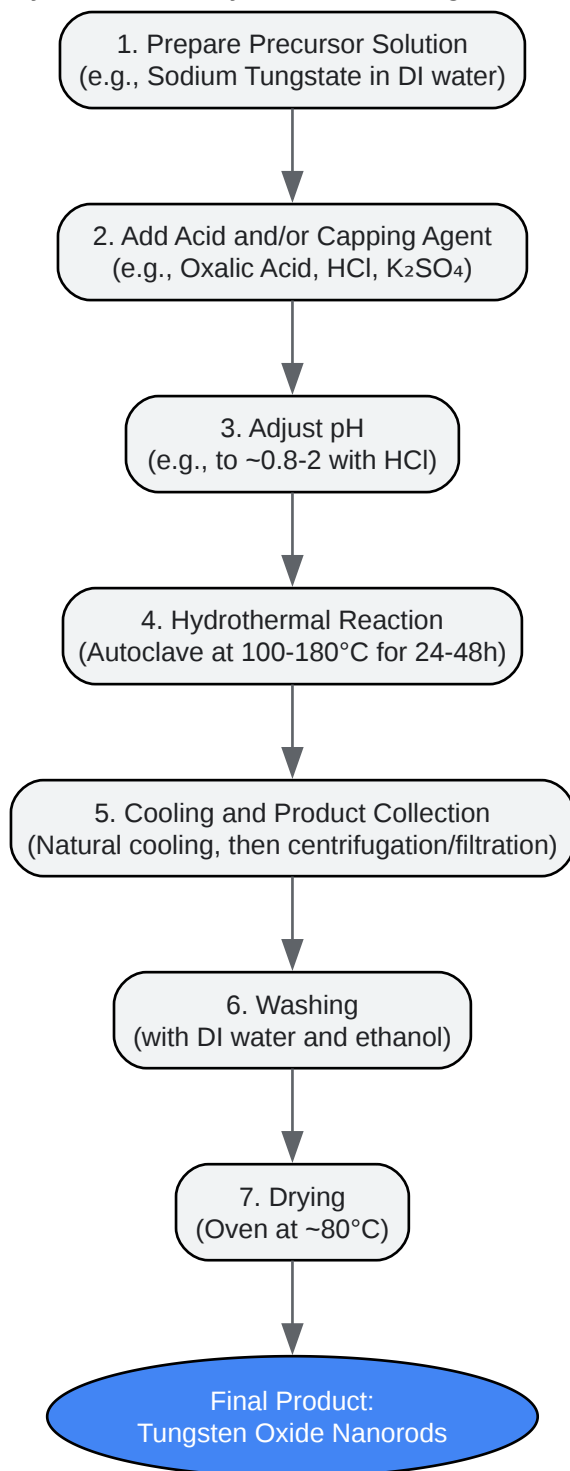 1. Prepare Precursor Solution
(e.g., Sodium Tungstate in DI water)
2. Add Acid and/or Capping Agent
(e.g., Oxalic Acid, HCl, K₂SO₄)
3. Adjust pH
(e.g., to ~0.8-2 with HCl)
4. Hydrothermal Reaction
(Autoclave at 100-180°C for 24-48h)
5. Cooling and Product Collection
(Natural cooling, then centrifugation/filtration)
6. Washing
(with DI water and ethanol)
7. Drying
(Oven at ~80°C)
Final Product:
Tungsten Oxide Nanorods